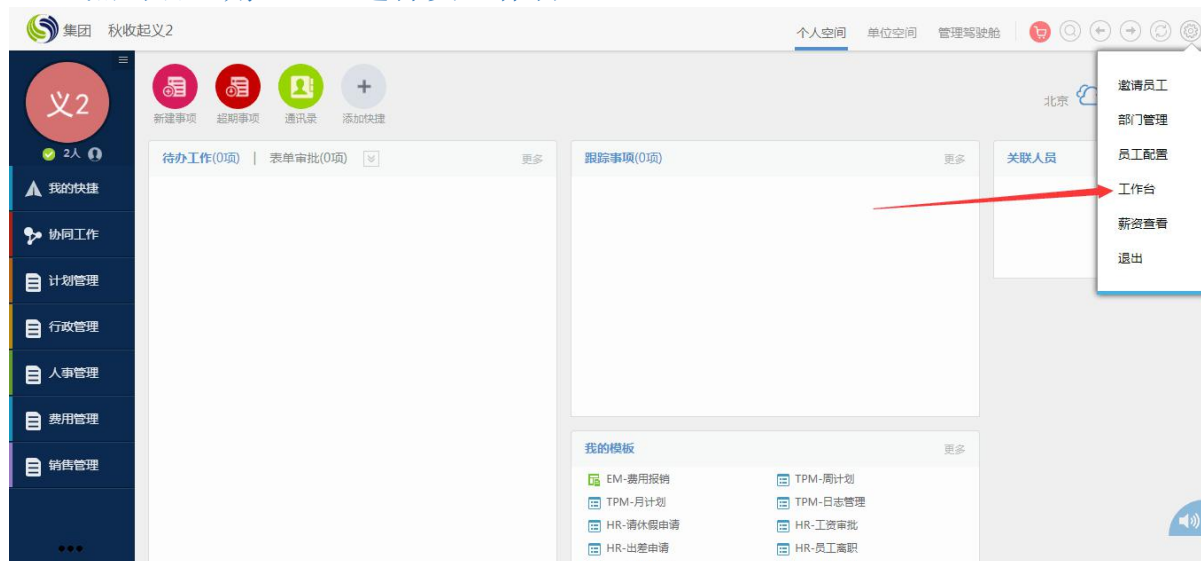 集团 秋收起义2
个人空间 单位空间 管理驾驶舱
义2
2人
我的快捷
协同工作
计划管理
行政管理
人事管理
费用管理
销售管理
新建事项 超期事项 通讯录 添加快捷
北京
待办工作(0项) | 表单审批(0项) 更多
跟踪事项(0项) 更多
关联人员
我的模板 更多
EM-费用报销 TPM-周计划
TPM-月计划 TPM-日志管理
HR-请休假申请 HR-工资审批
HR-出差申请 HR-员工离职
邀请员工
部门管理
员工配置
工作台
薪资查看
退出